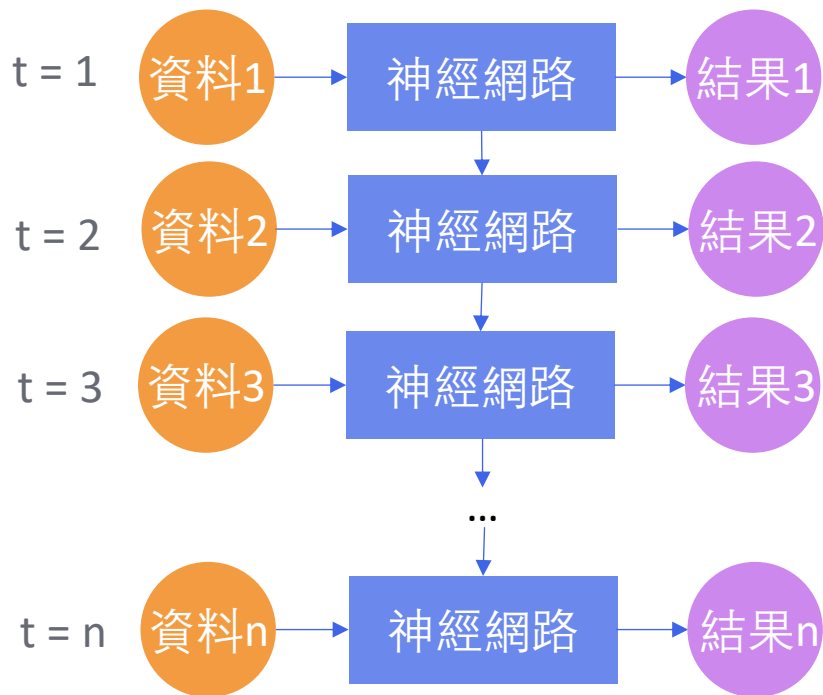 t = 1 資料1 神經網路 結果1
t = 2 資料2 神經網路 結果2
t = 3 資料3 神經網路 結果3
...
t = n 資料n 神經網路 結果n